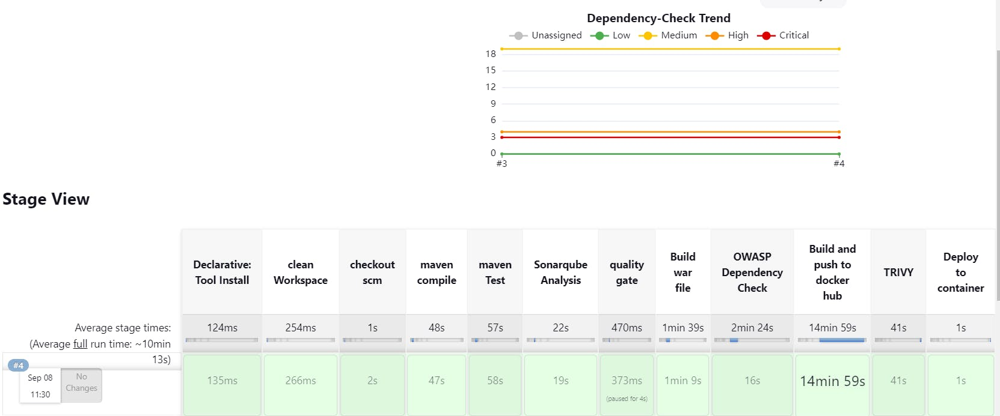 Dependency-Check Trend
Unassigned Low Medium High Critical
18
15
12
9
6
3
0
#3 #4
Stage View
Declarative: Tool Install
clean Workspace
checkout scm
maven compile
maven Test
Sonarqube Analysis
quality gate
Build war file
OWASP Dependency Check
Build and push to docker hub
TRIVY
Deploy to container
Average stage times:
(Average full run time: ~10min
13s)
124ms 254ms 1s 48s 57s 22s 470ms 1min 39s 2min 24s 14min 59s 41s 1s
#4
Sep 08
11:30
No
Changes
135ms 266ms 2s 47s 58s 19s 373ms 1min 9s 16s 14min 59s 41s 1s
(paused for 4s)